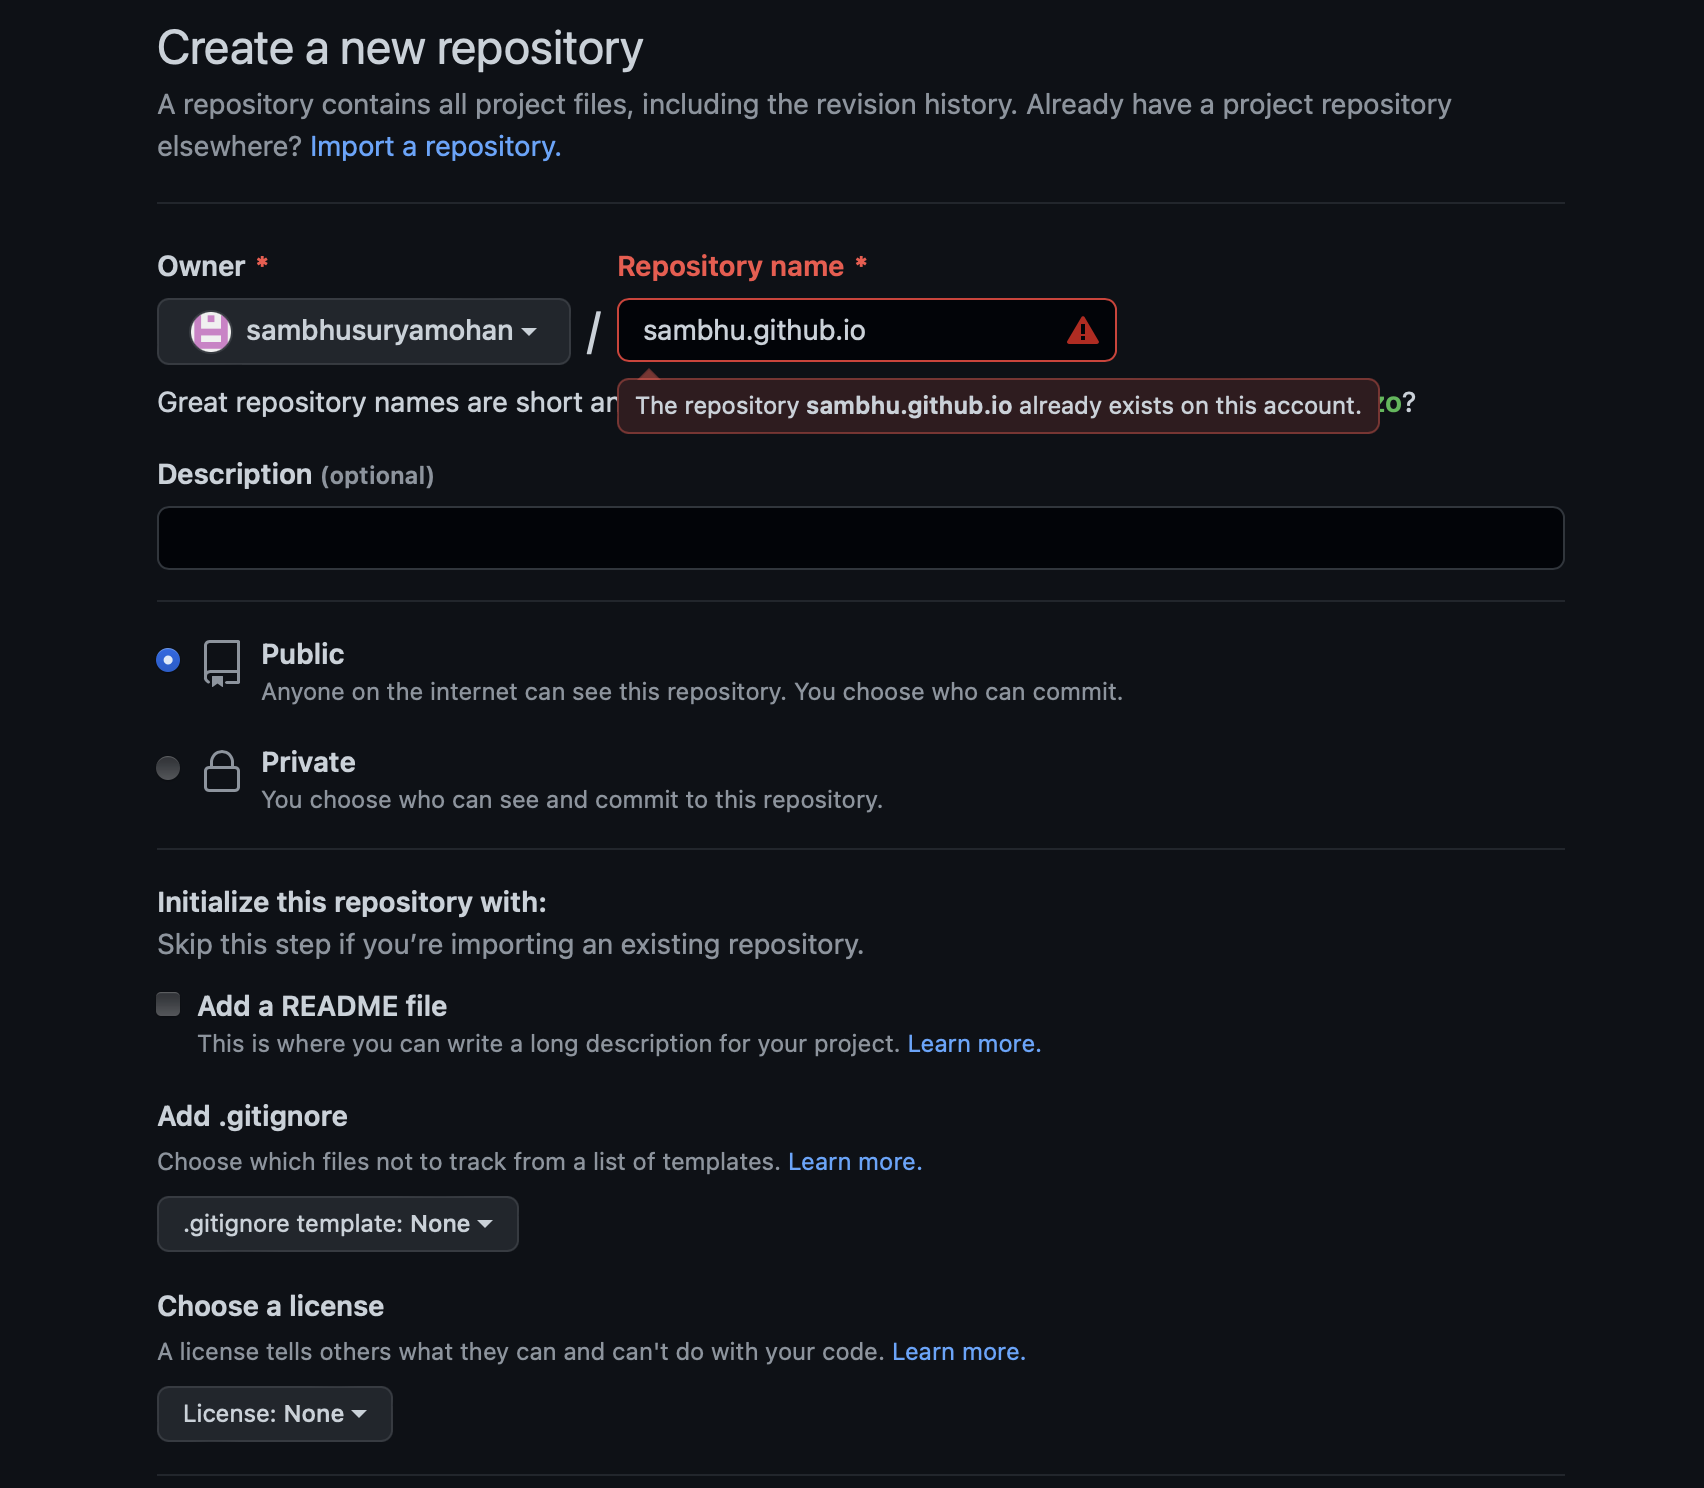 Create a new repository
A repository contains all project files, including the revision history. Already have a project repository
elsewhere? Import a repository.
Owner *
Repository name *
sambhusuryamohan / sambhu.github.io
Great repository names are short
The repository sambhu.github.io already exists on this account.
?
Description (optional)
Public
Anyone on the internet can see this repository. You choose who can commit.
Private
You choose who can see and commit to this repository.
Initialize this repository with:
Skip this step if you’re importing an existing repository.
Add a README file
This is where you can write a long description for your project. Learn more.
Add .gitignore
Choose which files not to track from a list of templates. Learn more.
.gitignore template: None
Choose a license
A license tells others what they can and can't do with your code. Learn more.
License: None